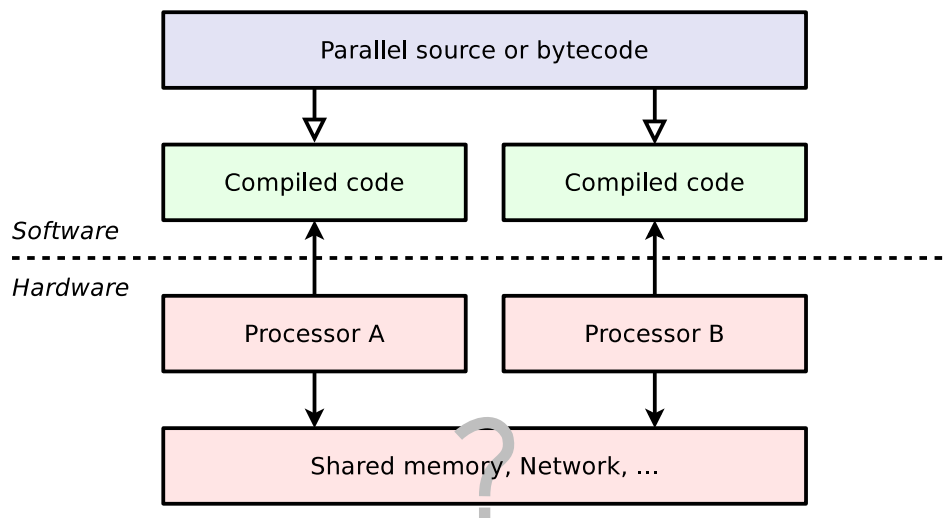 Parallel source or bytecode
Compiled code
Compiled code
Software
Hardware
Processor A
Processor B
Shared memory, Network, ...
?